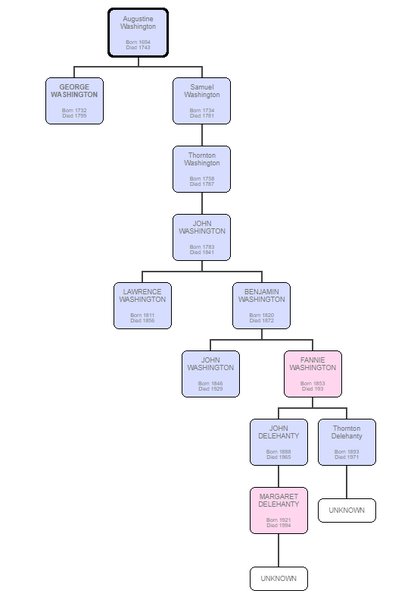 Augustine
Washington
Born 1694
Died 1743
GEORGE
WASHINGTON
Born 1732
Died 1799
Samuel
Washington
Born 1734
Died 1781
Thornton
Washington
Born 1758
Died 1787
JOHN
WASHINGTON
Born 1783
Died 1841
LAWRENCE
WASHINGTON
Born 1811
Died 1856
BENJAMIN
WASHINGTON
Born 1820
Died 1872
JOHN
WASHINGTON
Born 1846
Died 1929
FANNIE
WASHINGTON
Born 1853
Died 193
JOHN
DELEHANTY
Born 1888
Died 1965
Thornton
Delehanty
Born 1893
Died 1971
MARGARET
DELEHANTY
Born 1921
Died 1994
UNKNOWN
UNKNOWN